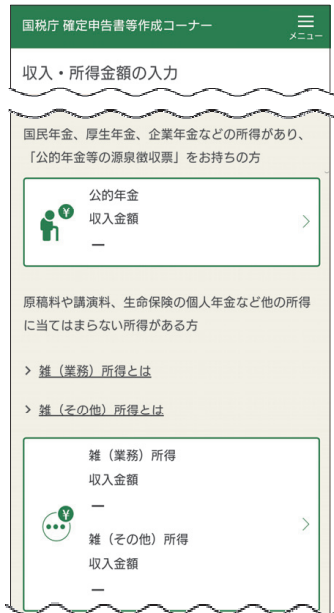 国税庁 確定申告書等作成コーナー
メニュー
収入・所得金額の入力
国民年金、厚生年金、企業年金などの所得があり、
「公的年金等の源泉徴収票」をお持ちの方
¥
公的年金
収入金額
ー
原稿料や講演料、生命保険の個人年金など他の所得
に当てはまらない所得がある方
> 雑（業務）所得とは
> 雑（その他）所得とは
雑（業務）所得
収入金額
ー
¥
雑（その他）所得
収入金額
ー